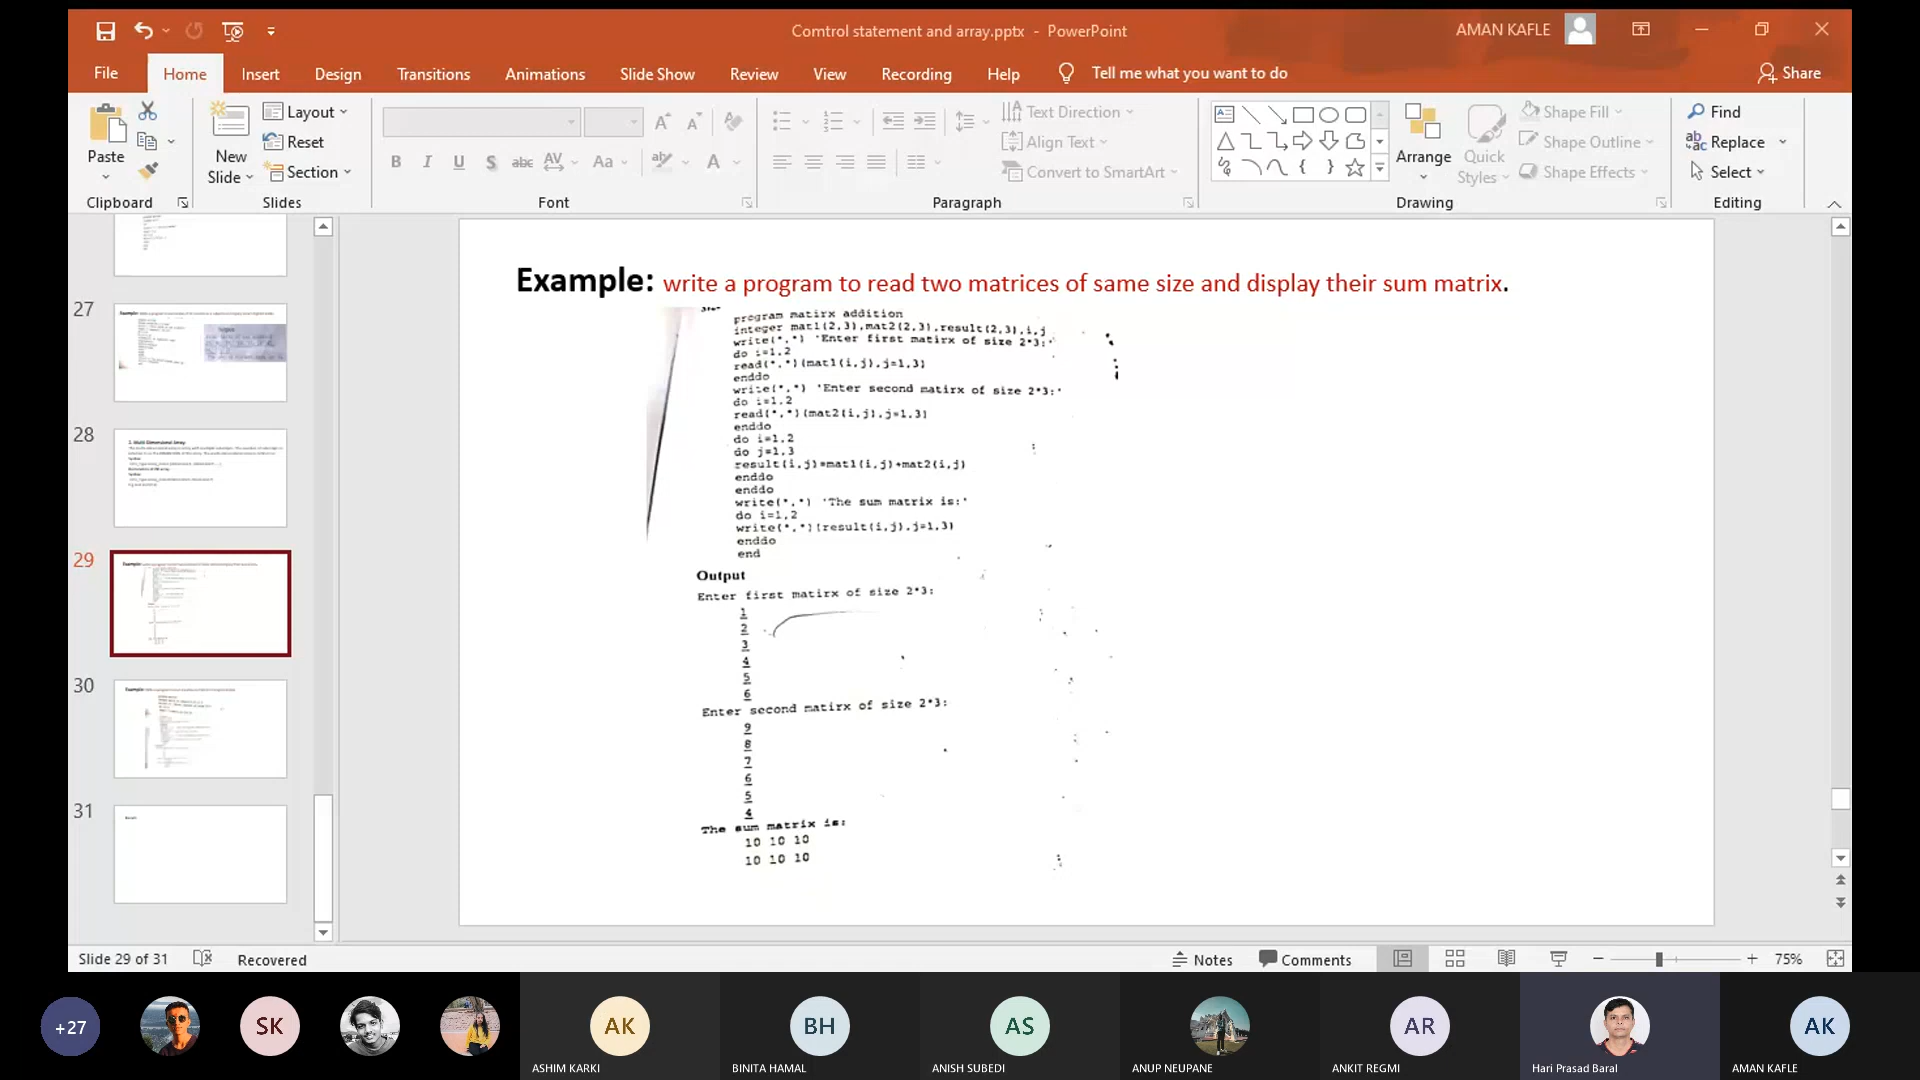 Comtrol statement and array.pptx - PowerPoint
AMAN KAFLE
File Home Insert Design Transitions Animations Slide Show Review View Recording Help Tell me what you want to do Share
Paste
New Slide
Layout
Reset
Section
Text Direction
Align Text
Convert to SmartArt
Arrange
Quick Styles
Shape Fill
Shape Outline
Shape Effects
Find
Replace
Select
Clipboard Slides Font Paragraph Drawing Editing
27
28
29
30
31
Example: write a program to read two matrices of same size and display their sum matrix.
program matirx addition
integer mat1(2,3),mat2(2,3),result(2,3),i,j
write(*,*) 'Enter first matirx of size 2*3:'
do i=1,2
read(*,*)(mat1(i,j),j=1,3)
enddo
write(*,*) 'Enter second matirx of size 2*3:'
do i=1,2
read(*,*)(mat2(i,j),j=1,3)
enddo
do i=1,2
do j=1,3
result(i,j)=mat1(i,j)+mat2(i,j)
enddo
enddo
write(*,*) 'The sum matrix is:'
do i=1,2
write(*,*)(result(i,j),j=1,3)
enddo
end
Output
Enter first matirx of size 2*3:
1
2
3
4
5
6
Enter second matirx of size 2*3:
9
8
7
6
5
4
The sum matrix is:
10 10 10
10 10 10
Slide 29 of 31
Recovered
Notes
Comments
75%
+27
SK
AK
BH
AS
AR
AK
ASHIM KARKI
BINITA HAMAL
ANISH SUBEDI
ANUP NEUPANE
ANKIT REGMI
Hari Prasad Baral
AMAN KAFLE